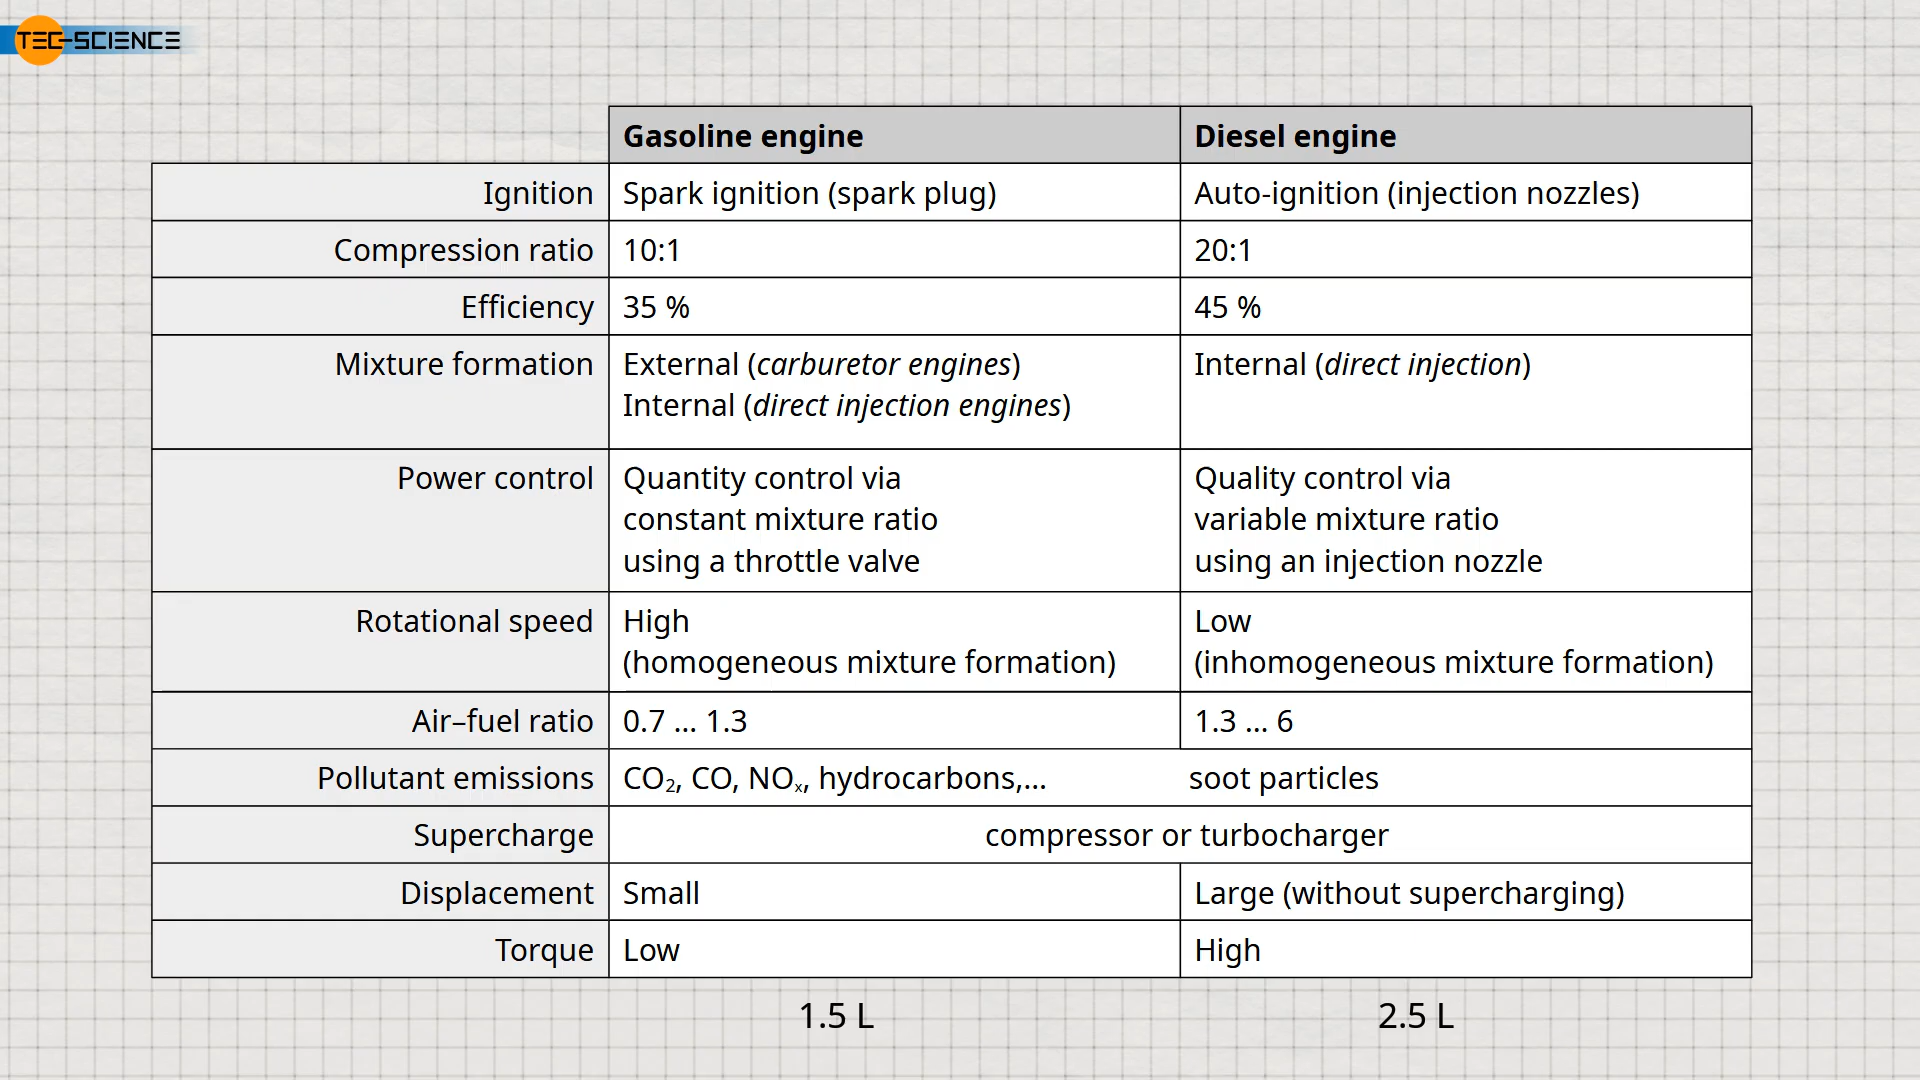 TEC-SCIENCE
Gasoline engine Diesel engine
Ignition Spark ignition (spark plug) Auto-ignition (injection nozzles)
Compression ratio 10:1 20:1
Efficiency 35 % 45 %
Mixture formation External (carburetor engines) Internal (direct injection)
Internal (direct injection engines)
Power control Quantity control via Quality control via
constant mixture ratio variable mixture ratio
using a throttle valve using an injection nozzle
Rotational speed High Low
(homogeneous mixture formation) (inhomogeneous mixture formation)
Air–fuel ratio 0.7 ... 1.3 1.3 ... 6
Pollutant emissions CO₂, CO, NOₓ, hydrocarbons,... soot particles
Supercharge compressor or turbocharger
Displacement Small Large (without supercharging)
Torque Low High
1.5 L 2.5 L